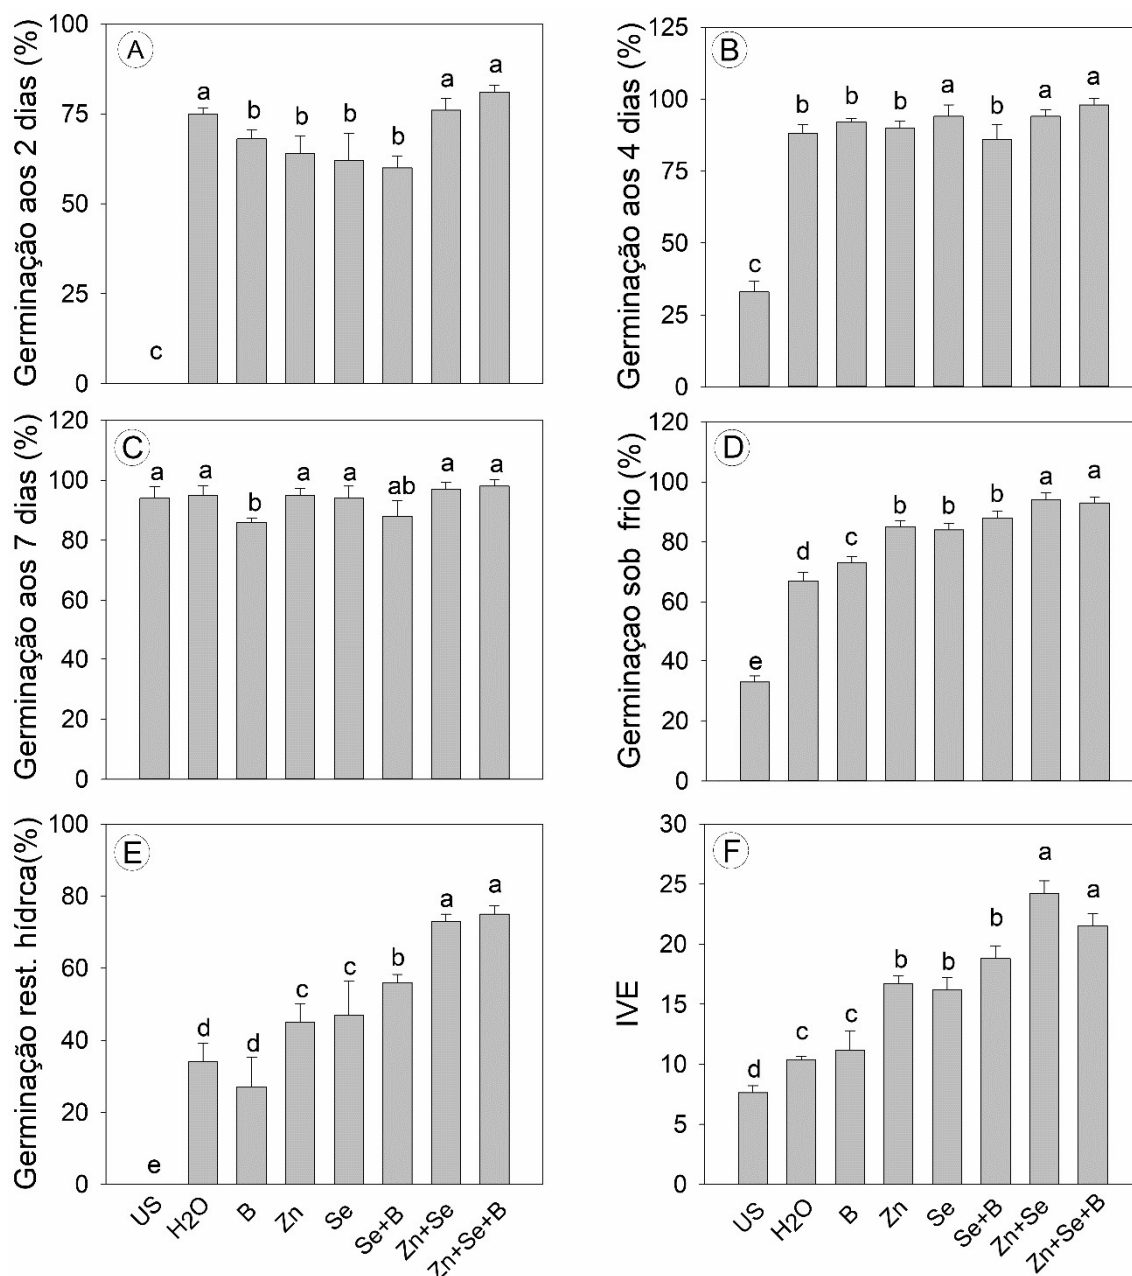 A
Germinação aos 2 dias (%)
100
75
50
25
0
c
a
b
b
b
b
a
a
B
Germinação aos 4 dias (%)
125
100
75
50
25
0
c
b
b
b
a
b
a
a
C
Germinação aos 7 dias (%)
120
100
80
60
40
20
0
a
a
b
a
a
ab
a
a
D
Germinaçao sob frio (%)
120
100
80
60
40
20
0
e
d
c
b
b
b
a
a
E
Germinação rest. hídrca(%)
100
80
60
40
20
0
e
d
d
c
c
b
a
a
US
H2O
B
Zn
Se
Se+B
Zn+Se
Zn+Se+B
F
IVE
30
25
20
15
10
5
0
d
c
c
b
b
b
a
a
US
H2O
B
Zn
Se
Se+B
Zn+Se
Zn+Se+B